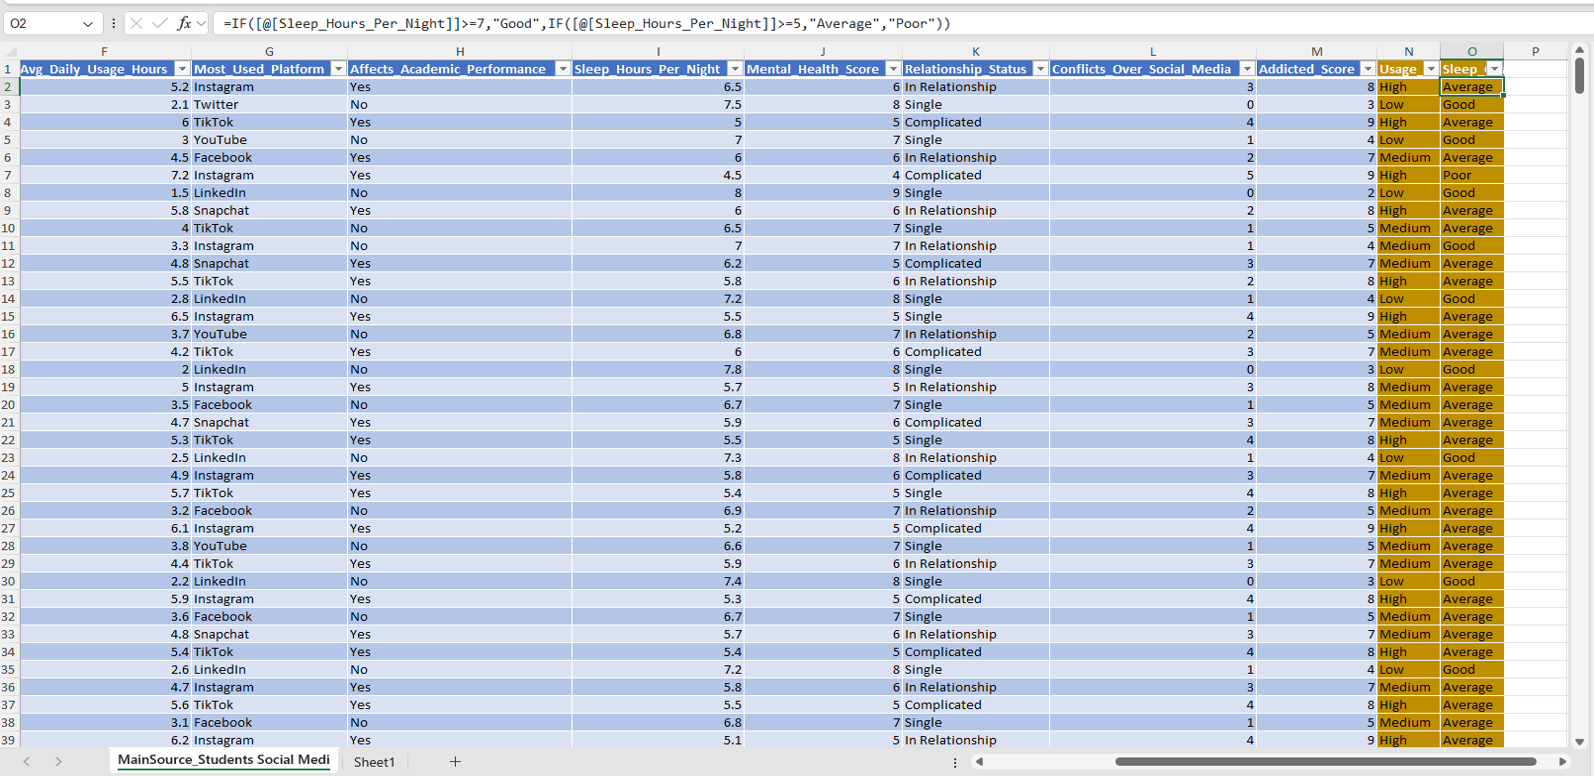 O2 fx =IF([@[Sleep_Hours_Per_Night]]>=7,"Good",IF([@[Sleep_Hours_Per_Night]]>=5,"Average","Poor"))
F G H I J K L M N O P
1 Avg_Daily_Usage_Hours Most_Used_Platform Affects_Academic_Performance Sleep_Hours_Per_Night Mental_Health_Score Relationship_Status Conflicts_Over_Social_Media Addicted_Score Usage_ Sleep_
2 5.2 Instagram Yes 6.5 6 In Relationship 3 8 High Average
3 2.1 Twitter No 7.5 8 Single 0 3 Low Good
4 6 TikTok Yes 5 5 Complicated 4 9 High Average
5 3 YouTube No 7 7 Single 1 4 Low Good
6 4.5 Facebook Yes 6 6 In Relationship 2 7 Medium Average
7 7.2 Instagram Yes 4.5 4 Complicated 5 9 High Poor
8 1.5 LinkedIn No 8 9 Single 0 2 Low Good
9 5.8 Snapchat Yes 6 6 In Relationship 2 8 High Average
10 4 TikTok No 6.5 7 Single 1 5 Medium Average
11 3.3 Instagram No 7 7 In Relationship 1 4 Medium Good
12 4.8 Snapchat Yes 6.2 5 Complicated 3 7 Medium Average
13 5.5 TikTok Yes 5.8 6 In Relationship 2 8 High Average
14 2.8 LinkedIn No 7.2 8 Single 1 4 Low Good
15 6.5 Instagram Yes 5.5 5 Single 4 9 High Average
16 3.7 YouTube No 6.8 7 In Relationship 2 5 Medium Average
17 4.2 TikTok Yes 6 6 Complicated 3 7 Medium Average
18 2 LinkedIn No 7.8 8 Single 0 3 Low Good
19 5 Instagram Yes 5.7 5 In Relationship 3 8 Medium Average
20 3.5 Facebook No 6.7 7 Single 1 5 Medium Average
21 4.7 Snapchat Yes 5.9 6 Complicated 3 7 Medium Average
22 5.3 TikTok Yes 5.5 5 Single 4 8 High Average
23 2.5 LinkedIn No 7.3 8 In Relationship 1 4 Low Good
24 4.9 Instagram Yes 5.8 6 Complicated 3 7 Medium Average
25 5.7 TikTok Yes 5.4 5 Single 4 8 High Average
26 3.2 Facebook No 6.9 7 In Relationship 2 5 Medium Average
27 6.1 Instagram Yes 5.2 5 Complicated 4 9 High Average
28 3.8 YouTube No 6.6 7 Single 1 5 Medium Average
29 4.4 TikTok Yes 5.9 6 In Relationship 3 7 Medium Average
30 2.2 LinkedIn No 7.4 8 Single 0 3 Low Good
31 5.9 Instagram Yes 5.3 5 Complicated 4 8 High Average
32 3.6 Facebook No 6.7 7 Single 1 5 Medium Average
33 4.8 Snapchat Yes 5.7 6 In Relationship 3 7 Medium Average
34 5.4 TikTok Yes 5.4 5 Complicated 4 8 High Average
35 2.6 LinkedIn No 7.2 8 Single 1 4 Low Good
36 4.7 Instagram Yes 5.8 6 In Relationship 3 7 Medium Average
37 5.6 TikTok Yes 5.5 5 Complicated 4 8 High Average
38 3.1 Facebook No 6.8 7 Single 1 5 Medium Average
39 6.2 Instagram Yes 5.1 5 In Relationship 4 9 High Average
MainSource_Students Social Medi Sheet1 +